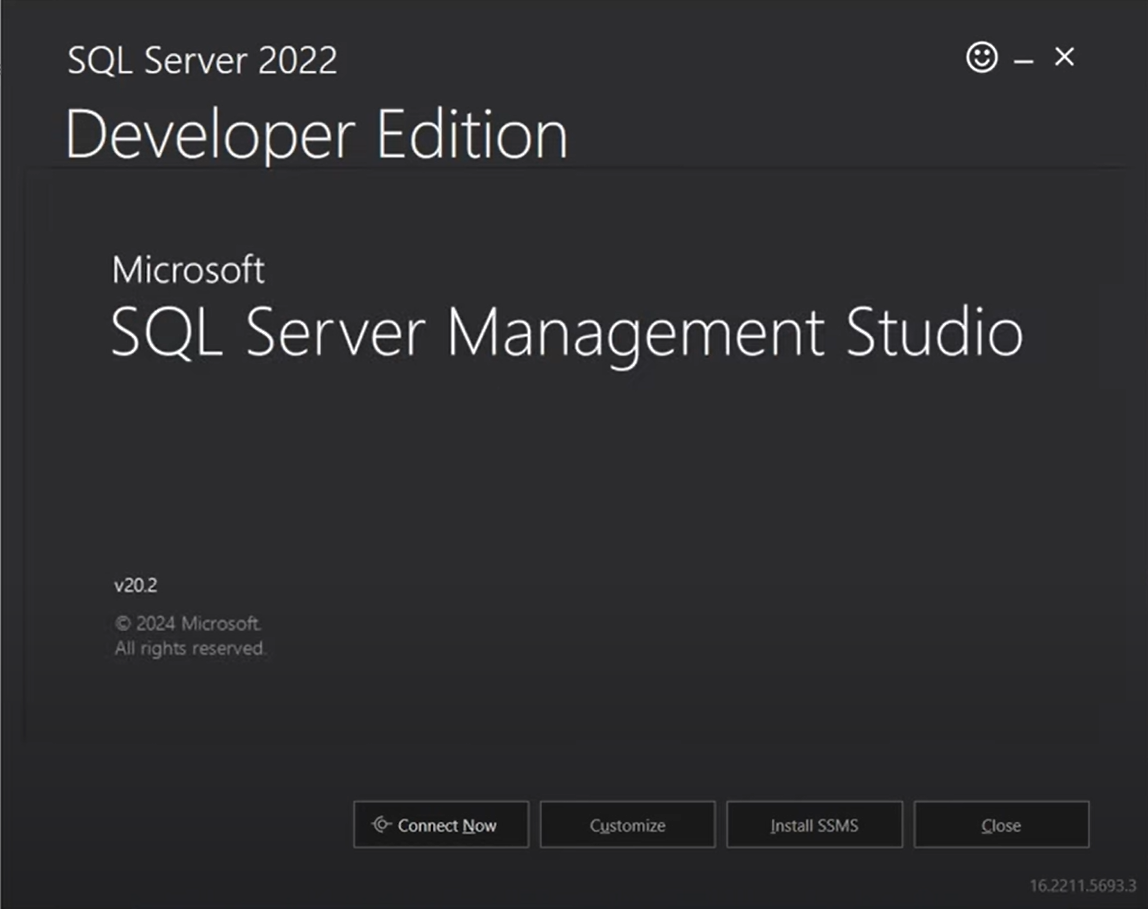 SQL Server 2022
Developer Edition
Microsoft
SQL Server Management Studio
v20.2
© 2024 Microsoft.
All rights reserved.
Connect Now
Customize
Install SSMS
Close
16.2211.5693.3